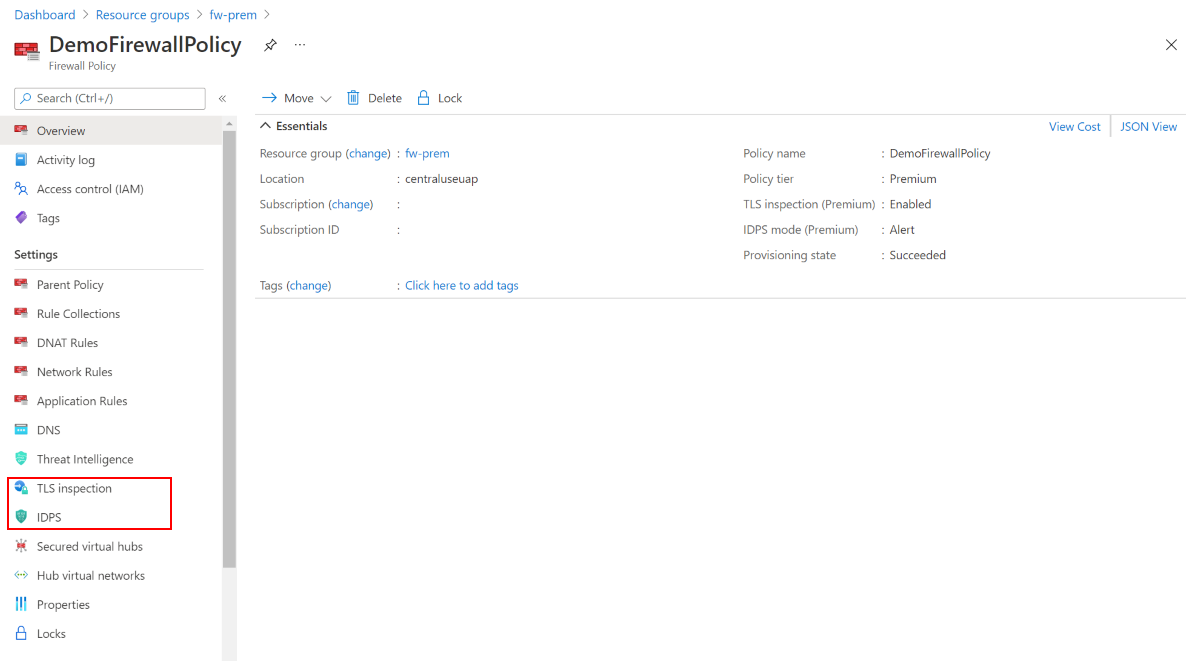 Dashboard > Resource groups > fw-prem >
DemoFirewallPolicy
Firewall Policy
Search (Ctrl+/)
Overview
Activity log
Access control (IAM)
Tags
Settings
Parent Policy
Rule Collections
DNAT Rules
Network Rules
Application Rules
DNS
Threat Intelligence
TLS inspection
IDPS
Secured virtual hubs
Hub virtual networks
Properties
Locks
Move Delete Lock
Essentials View Cost JSON View
Resource group (change) : fw-prem
Location : centraluseuap
Subscription (change) :
Subscription ID :
Tags (change) : Click here to add tags
Policy name : DemoFirewallPolicy
Policy tier : Premium
TLS inspection (Premium) : Enabled
IDPS mode (Premium) : Alert
Provisioning state : Succeeded